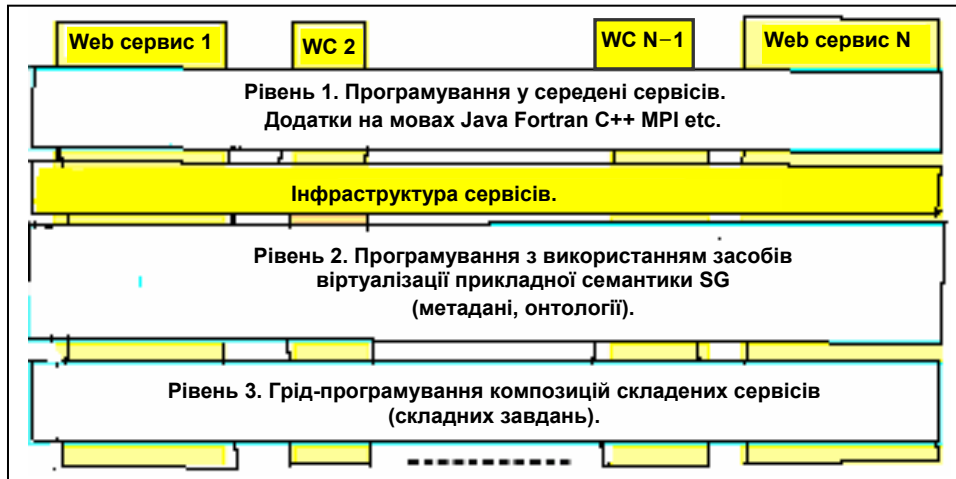 Web сервис 1
WC 2
WC N−1
Web сервис N
Рівень 1. Програмування у середені сервісів.
Додатки на мовах Java Fortran C++ MPI etc.
Інфраструктура сервісів.
Рівень 2. Програмування з використанням засобів
віртуалізації прикладної семантики SG
(метадані, онтології).
Рівень 3. Грід-програмування композицій складених сервісів
(складних завдань).